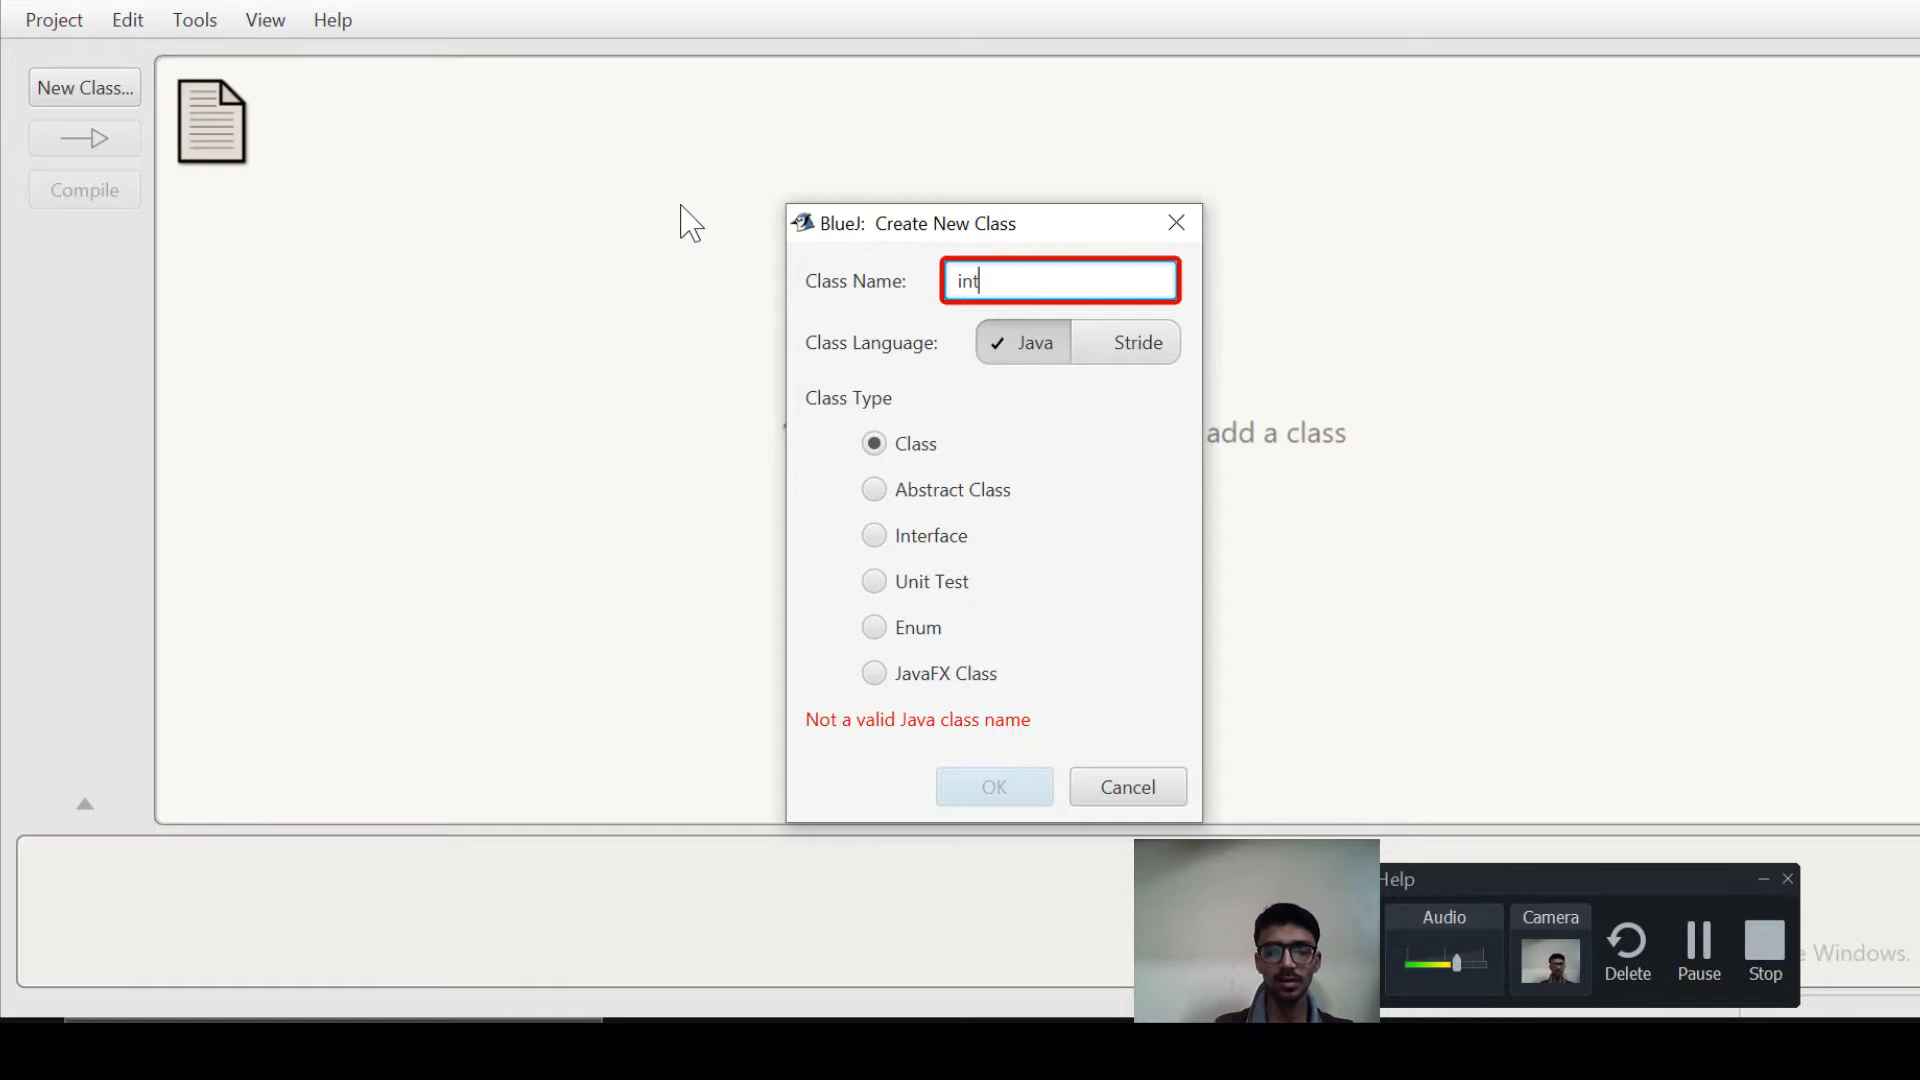 Project Edit Tools View Help
New Class...
Compile
BlueJ: Create New Class
Class Name: int
Class Language: Java Stride
Class Type
Class
add a class
Abstract Class
Interface
Unit Test
Enum
JavaFX Class
Not a valid Java class name
OK Cancel
Help
Audio Camera
Delete Pause Stop
Windows.